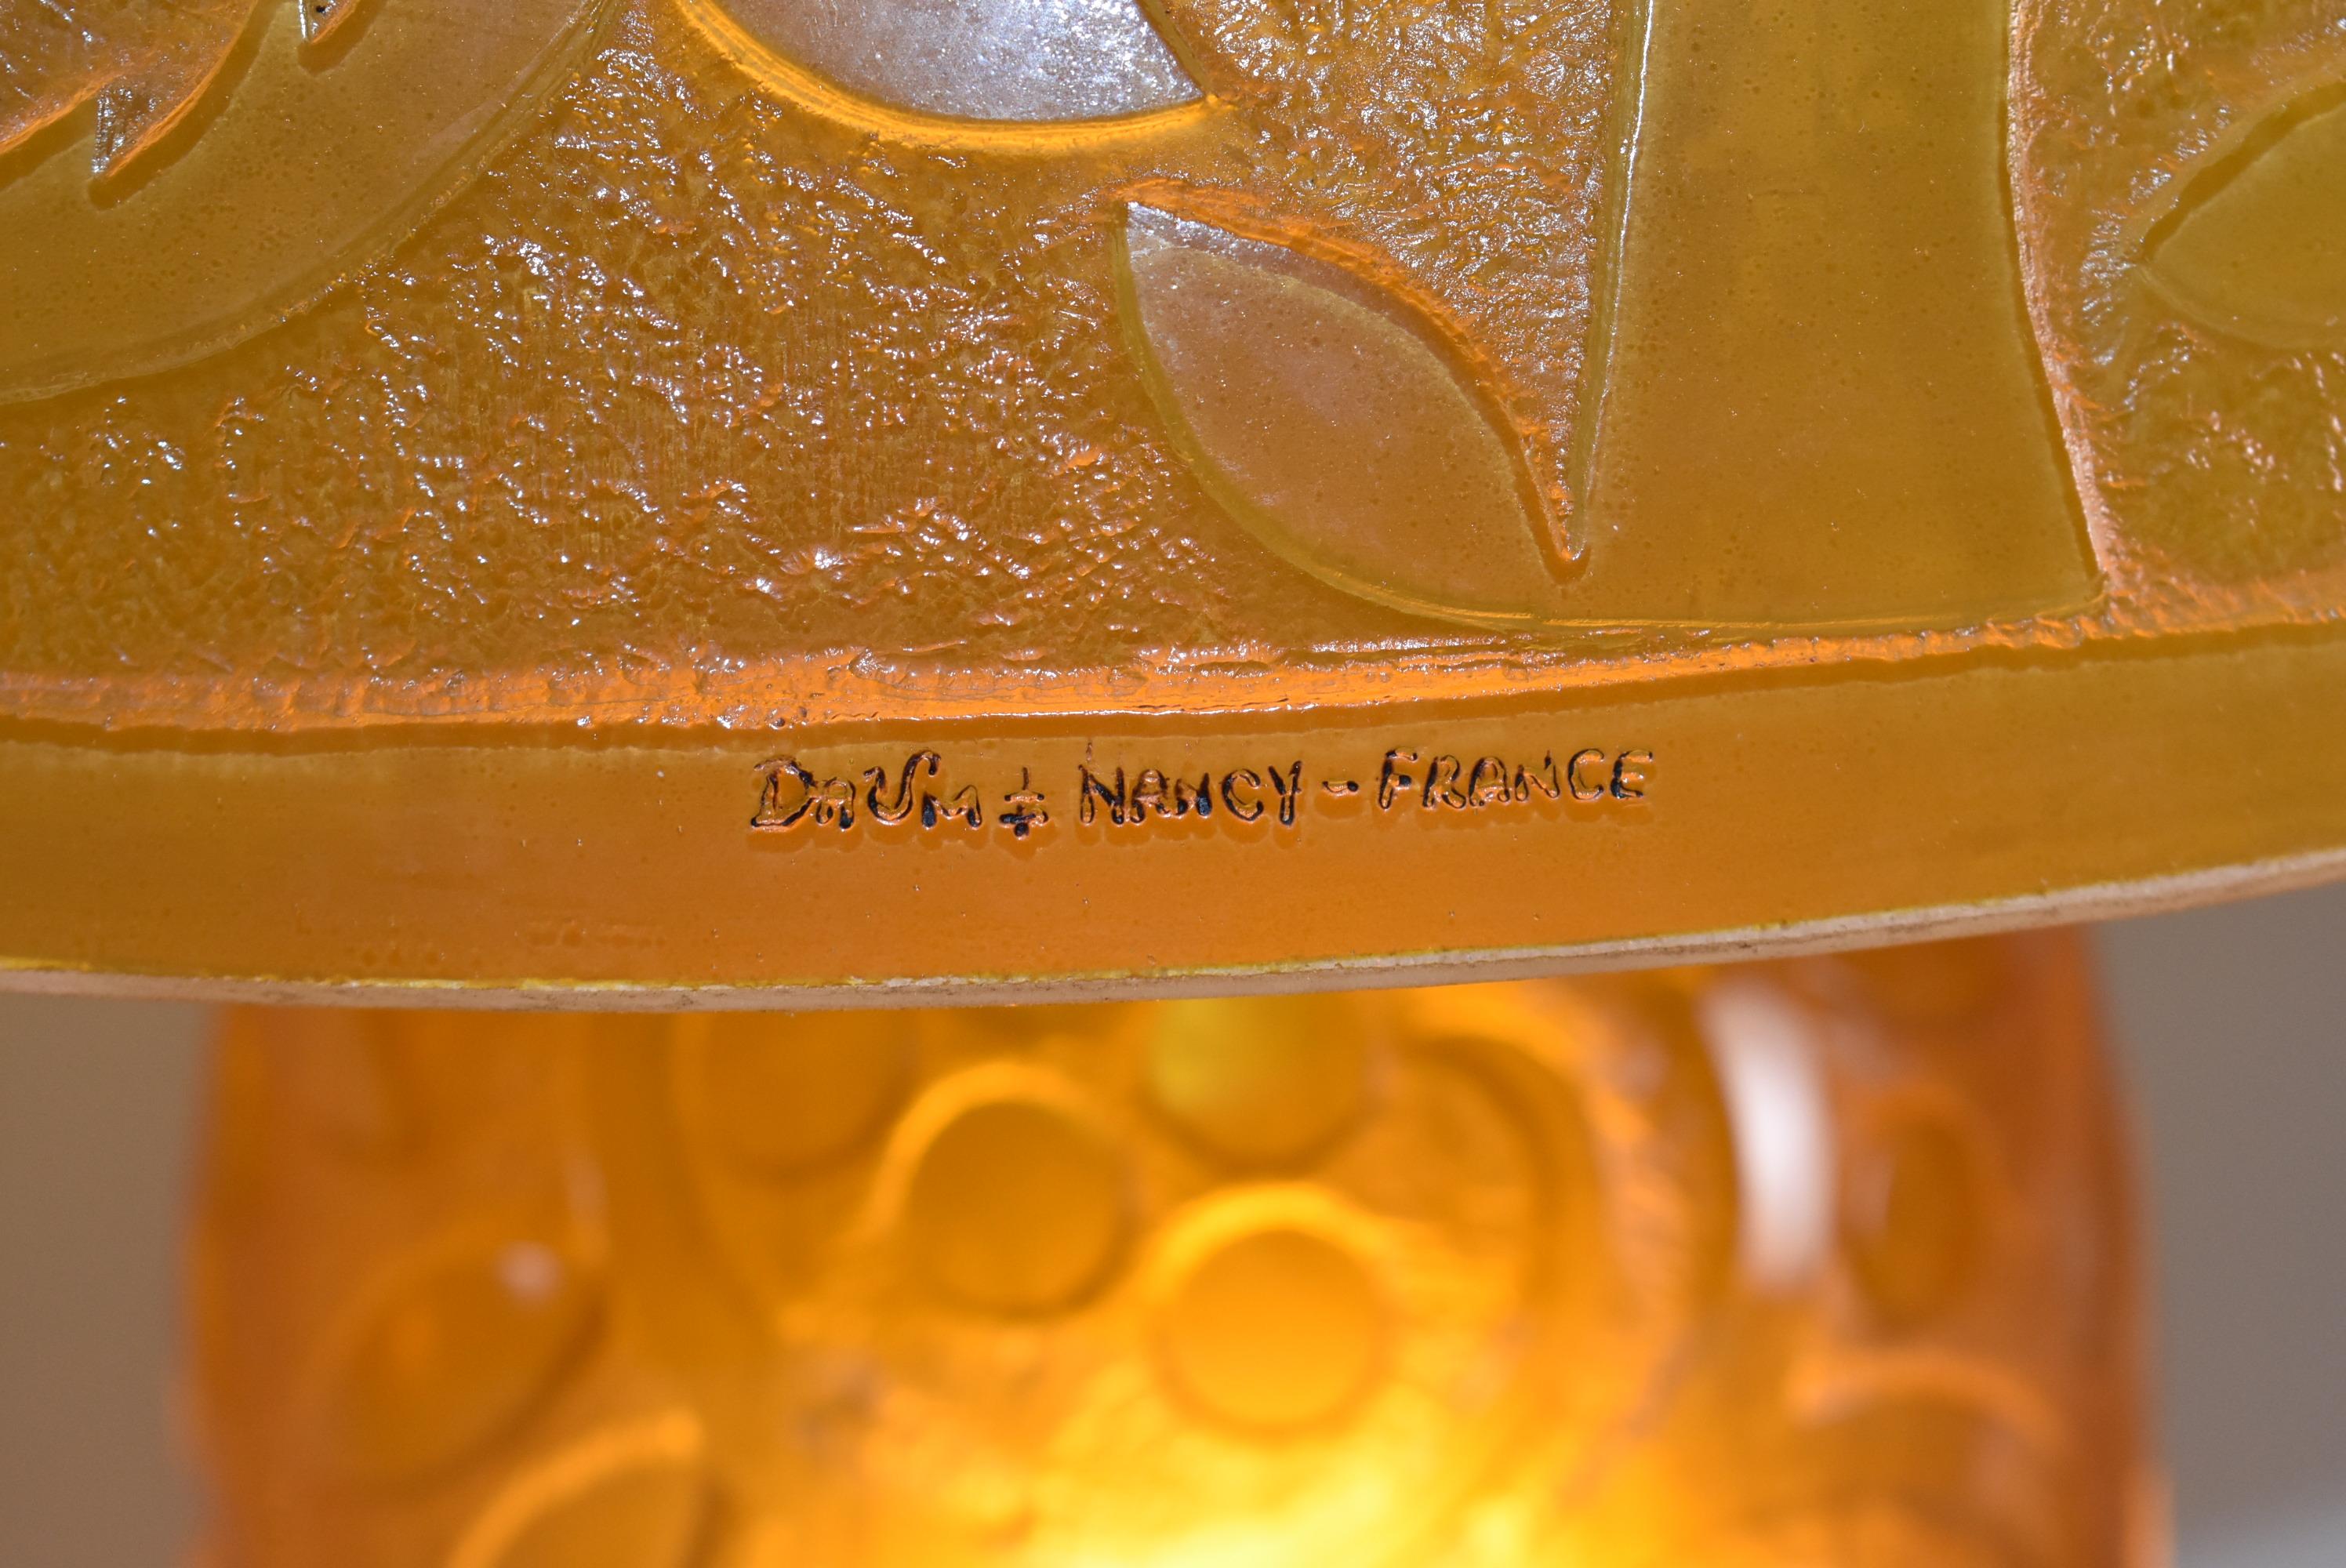 DAUM ‡ NANCY - FRANCE